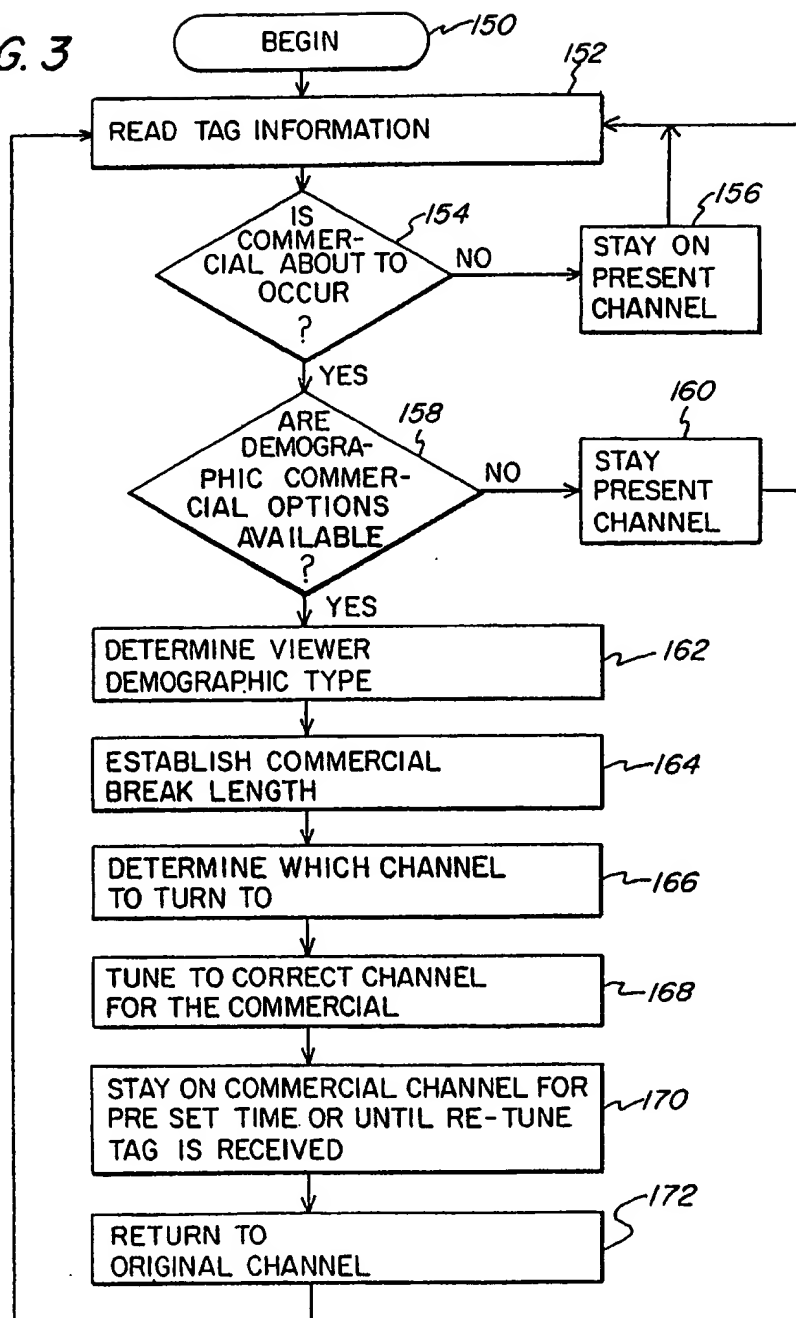 G. 3
BEGIN
150
152
READ TAG INFORMATION
IS
COMMER-
CIAL ABOUT TO
OCCUR
?
154
NO
156
STAY ON
PRESENT
CHANNEL
YES
ARE
DEMOGRA-
PHIC COMMER-
CIAL OPTIONS
AVAILABLE
?
158
NO
160
STAY
PRESENT
CHANNEL
YES
DETERMINE VIEWER
DEMOGRAPHIC TYPE
162
ESTABLISH COMMERCIAL
BREAK LENGTH
164
DETERMINE WHICH CHANNEL
TO TURN TO
166
TUNE TO CORRECT CHANNEL
FOR THE COMMERCIAL
168
STAY ON COMMERCIAL CHANNEL FOR
PRE SET TIME OR UNTIL RE-TUNE
TAG IS RECEIVED
170
RETURN TO
ORIGINAL CHANNEL
172